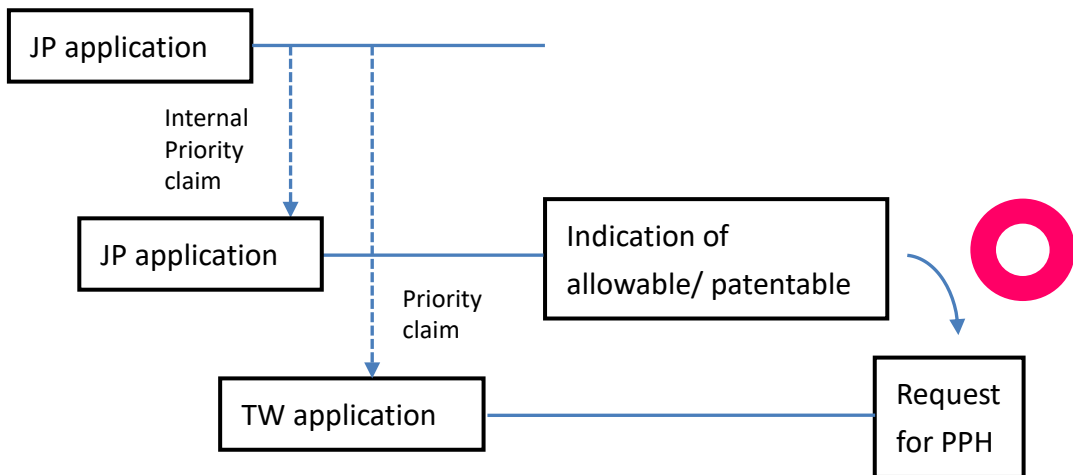 JP application
Internal
Priority
claim
JP application
Indication of
allowable/ patentable
Priority
claim
TW application
Request
for PPH